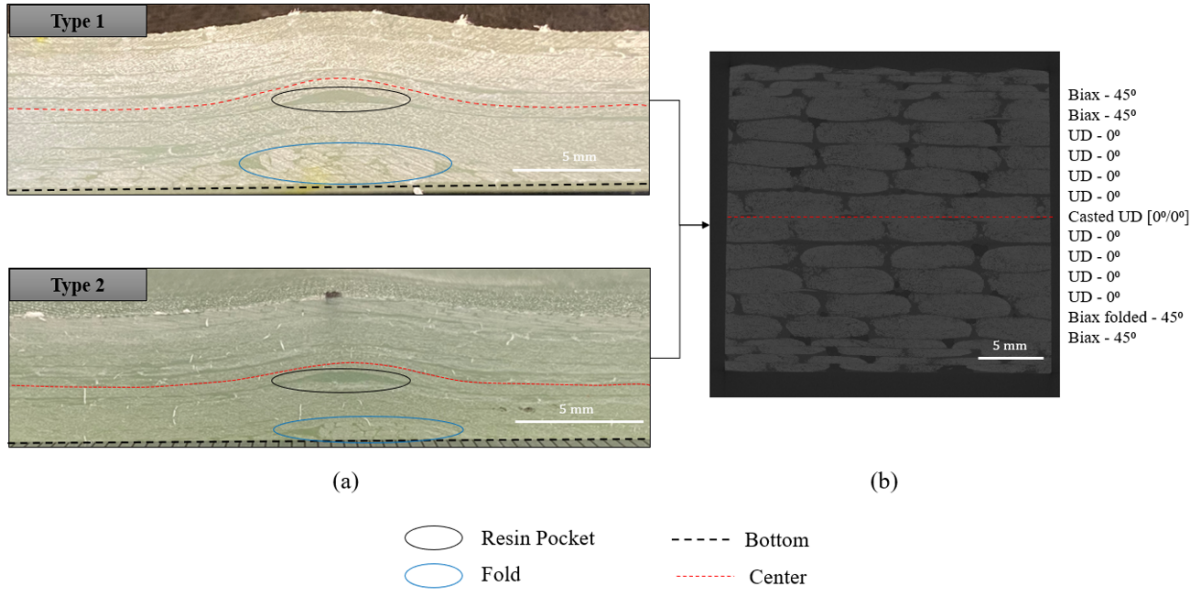 Type 1
5 mm
Type 2
5 mm
(a)
Biax - 45⁰
Biax - 45⁰
UD - 0⁰
UD - 0⁰
UD - 0⁰
UD - 0⁰
Casted UD [0⁰/0⁰]
UD - 0⁰
UD - 0⁰
UD - 0⁰
UD - 0⁰
Biax folded - 45⁰
Biax - 45⁰
5 mm
(b)
Resin Pocket
Bottom
Fold
Center